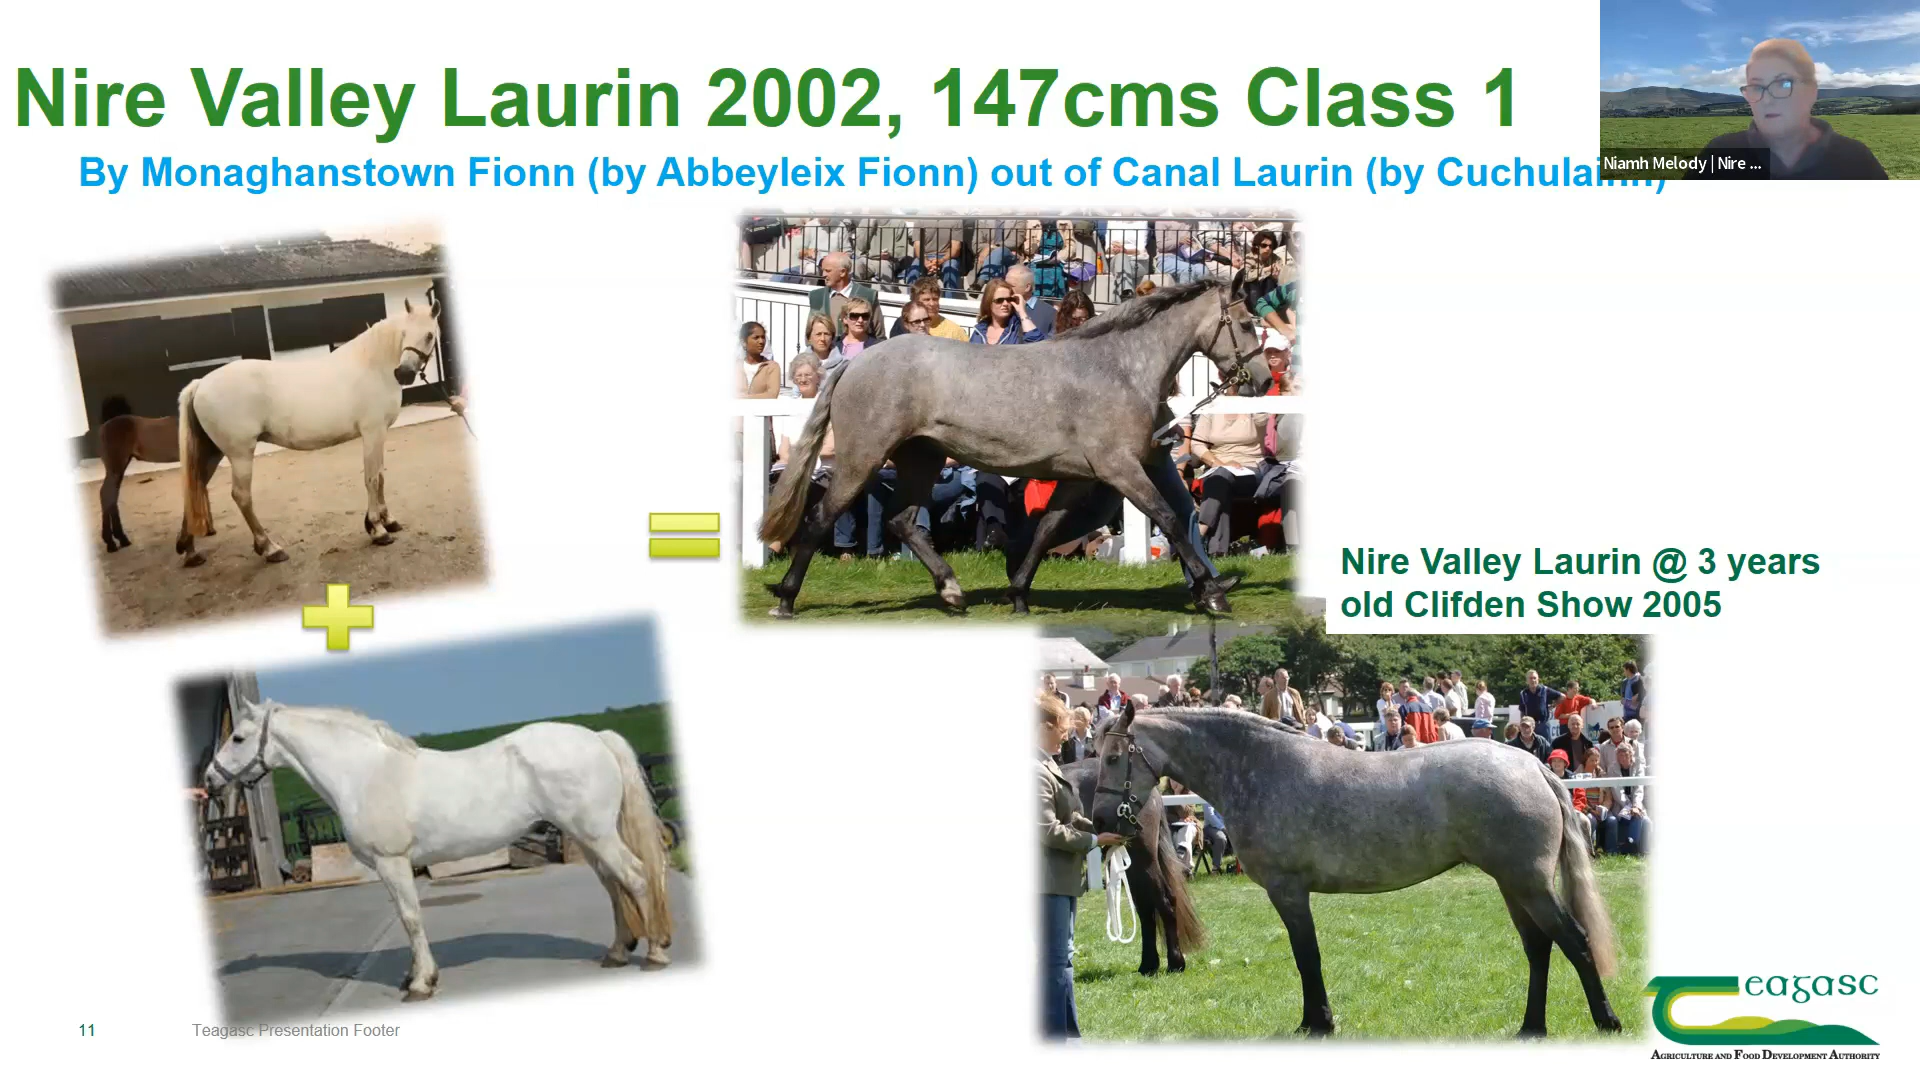 Nire Valley Laurin 2002, 147cms Class 1
Niamh Melody | Nire ...
By Monaghanstown Fionn (by Abbeyleix Fionn) out of Canal Laurin (by Cuchulainn)
Nire Valley Laurin @ 3 years
old Clifden Show 2005
11
Teagasc Presentation Footer
Teagasc
AGRICULTURE AND FOOD DEVELOPMENT AUTHORITY